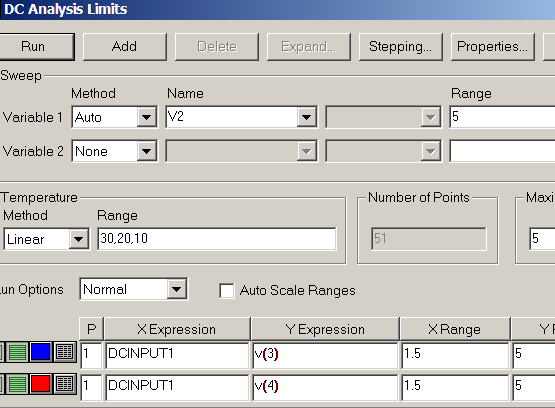 DC Analysis Limits
Run Add Delete Expand... Stepping... Properties...
Sweep
Method Name Range
Variable 1 Auto V2 5
Variable 2 None
Temperature Number of Points
Method Range
Linear 30,20,10 51 5
Run Options Normal Auto Scale Ranges
P X Expression Y Expression X Range
1 DCINPUT1 v(3) 1.5 5
1 DCINPUT1 v(4) 1.5 5